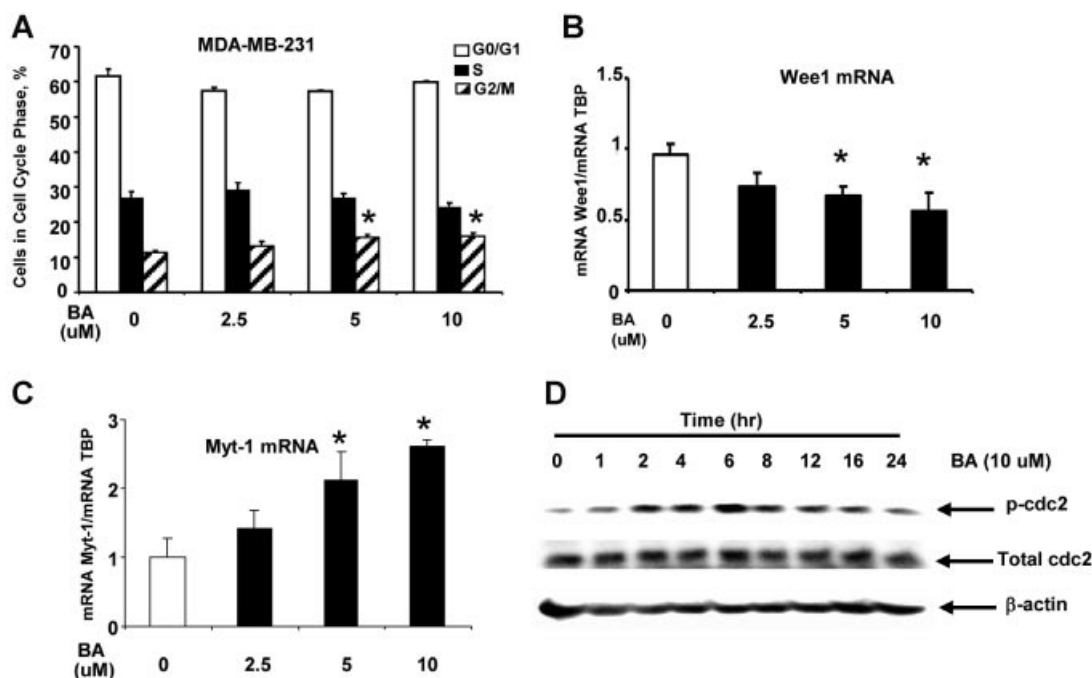 A
MDA-MB-231
G0/G1
S
G2/M
Cells in Cell Cycle Phase, %
70
60
50
40
30
20
10
0
BA
(uM)
0 2.5 5 10
* *
B
Wee1 mRNA
mRNA Wee1/mRNA TBP
1.5
1
0.5
0
* *
BA
(uM)
0 2.5 5 10
C
Myt-1 mRNA
mRNA Myt-1/mRNA TBP
3
2
1
0
* *
BA
(uM)
0 2.5 5 10
D
Time (hr)
0 1 2 4 6 8 12 16 24 BA (10 uM)
p-cdc2
Total cdc2
β-actin